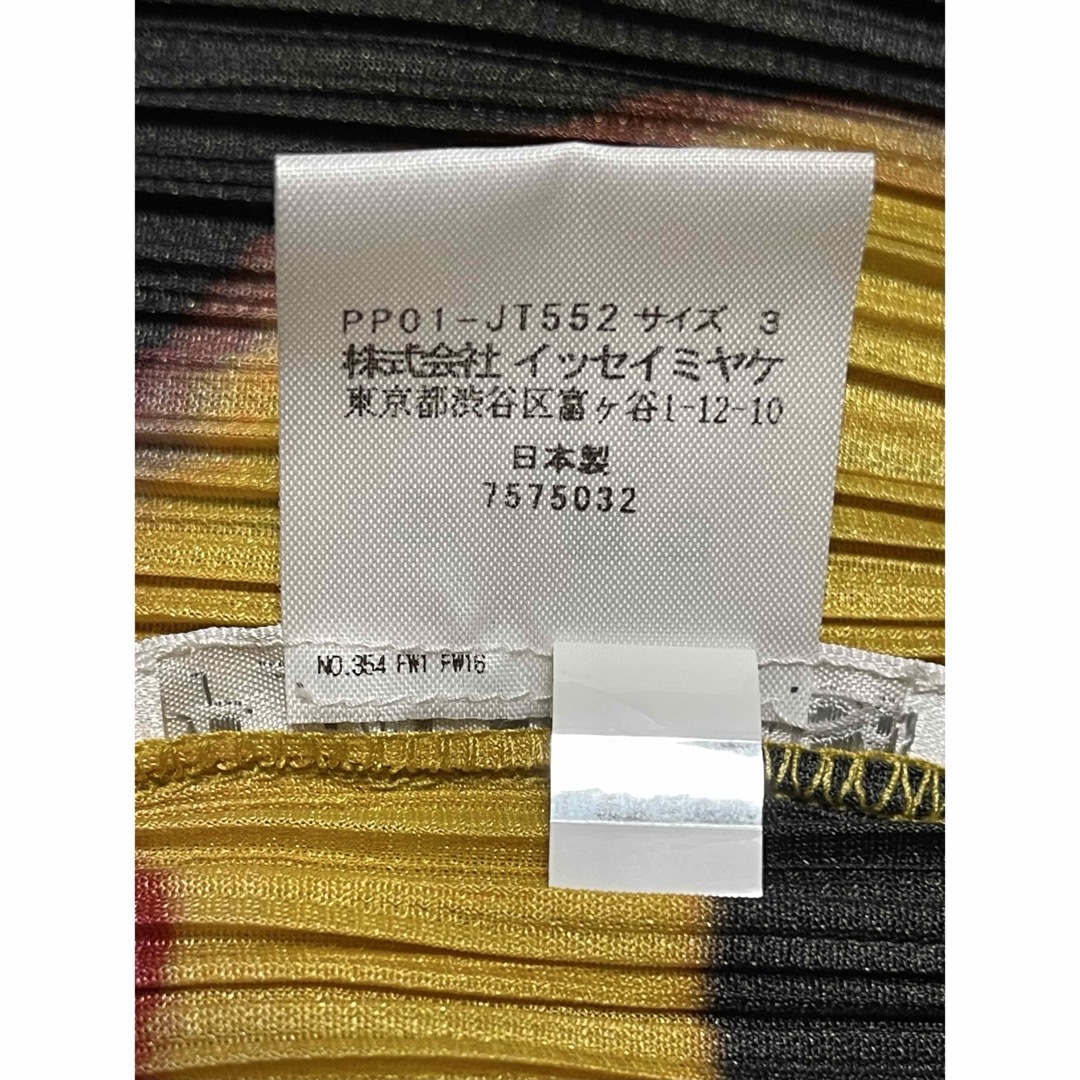 PP01-JT552 サイズ 3
株式会社 イッセイミヤケ
東京都渋谷区富ヶ谷1-12-10
日本製
7575032
NO.354 FW1 FW16